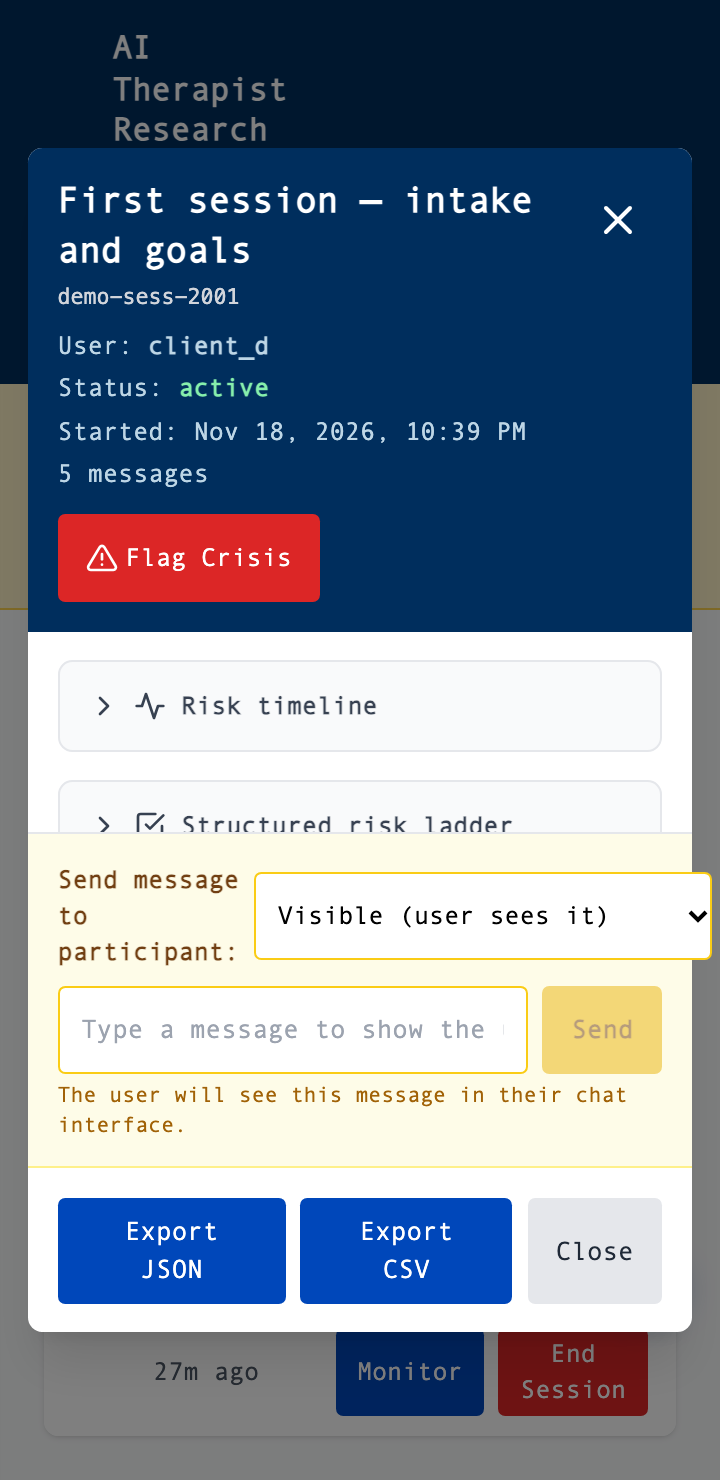 AI
Therapist
Research
First session — intake
and goals
demo-sess-2001
User: client_d
Status: active
Started: Nov 18, 2026, 10:39 PM
5 messages
Flag Crisis
Risk timeline
Structured risk ladder
Send message
to
participant:
Visible (user sees it)
Type a message to show the
Send
The user will see this message in their chat
interface.
Export
JSON
Export
CSV
Close
27m ago
Monitor
End
Session